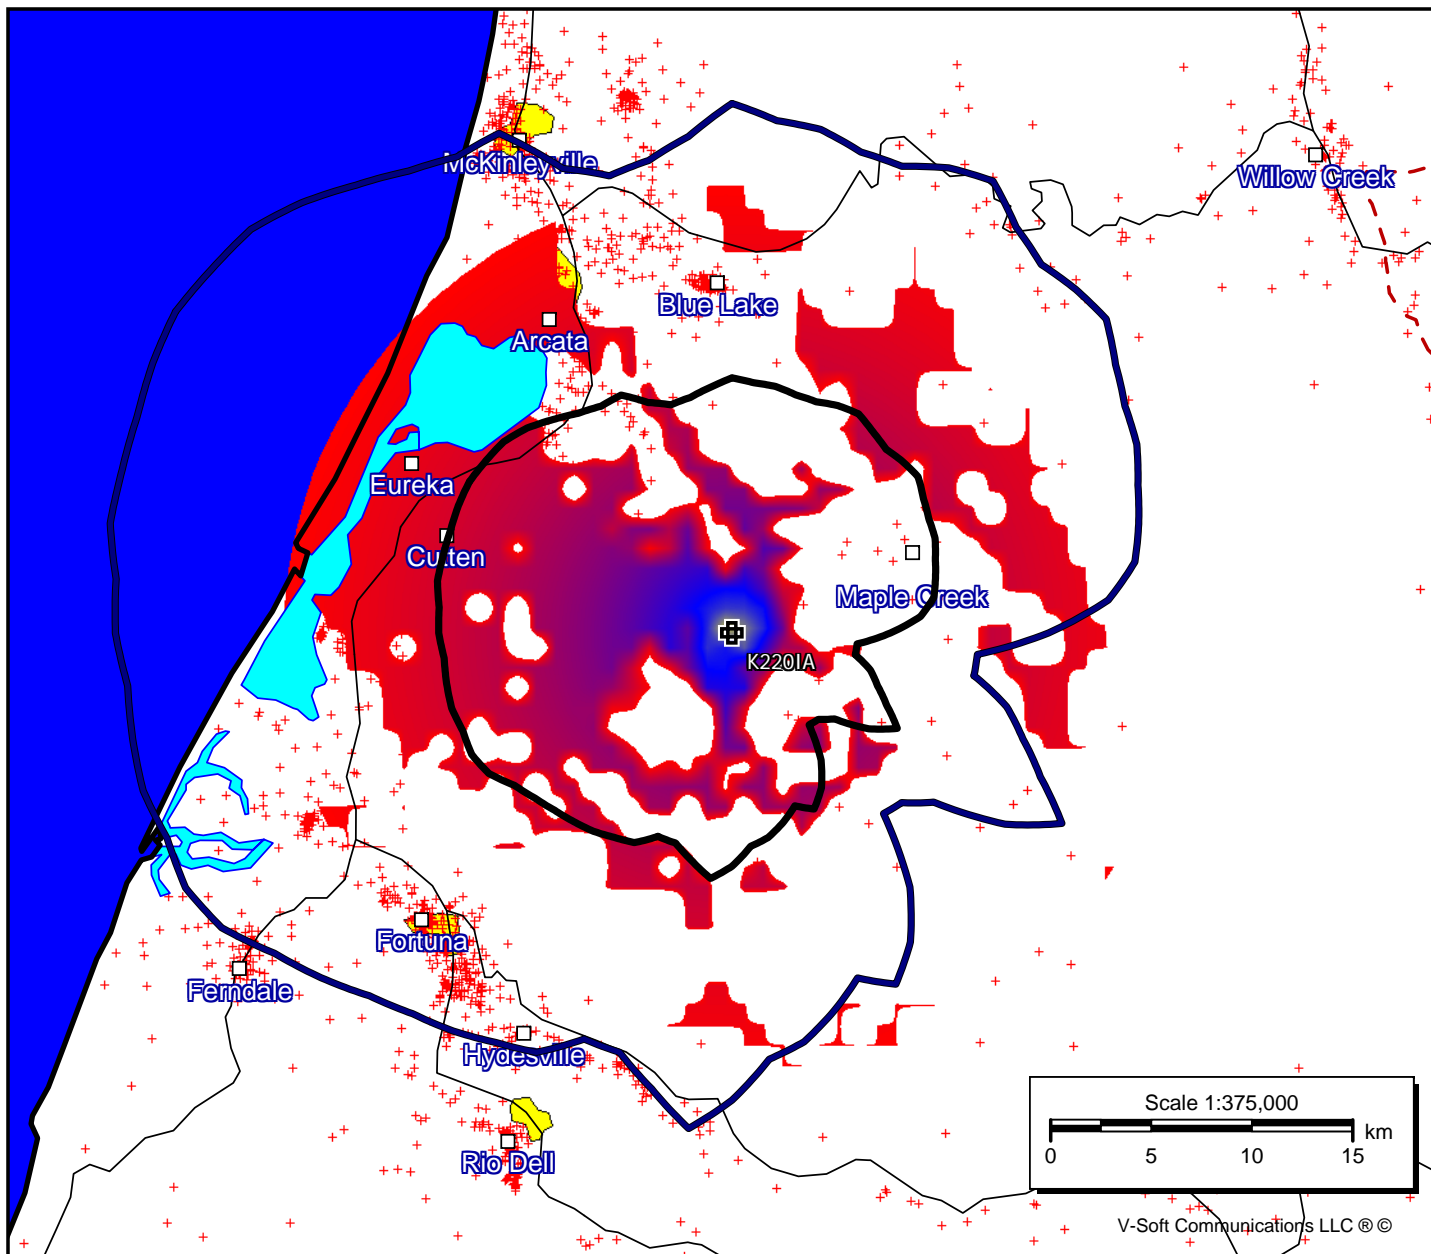 McKinleyville
Willow Creek
Blue Lake
Arcata
Eureka
Cutten
Maple Creek
K220IA
Fortuna
Ferndale
Hydesville
Rio Dell
Scale 1:375,000
km
0 5 10 15
V-Soft Communications LLC ® ©